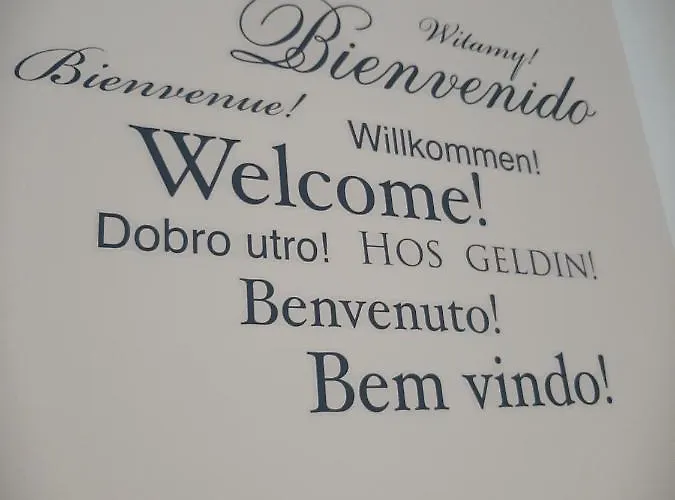 Witamy!
Bienvenido
Bienvenue!
Willkommen!
Welcome!
Dobro utro! HOS GELDIN!
Benvenuto!
Bem vindo!